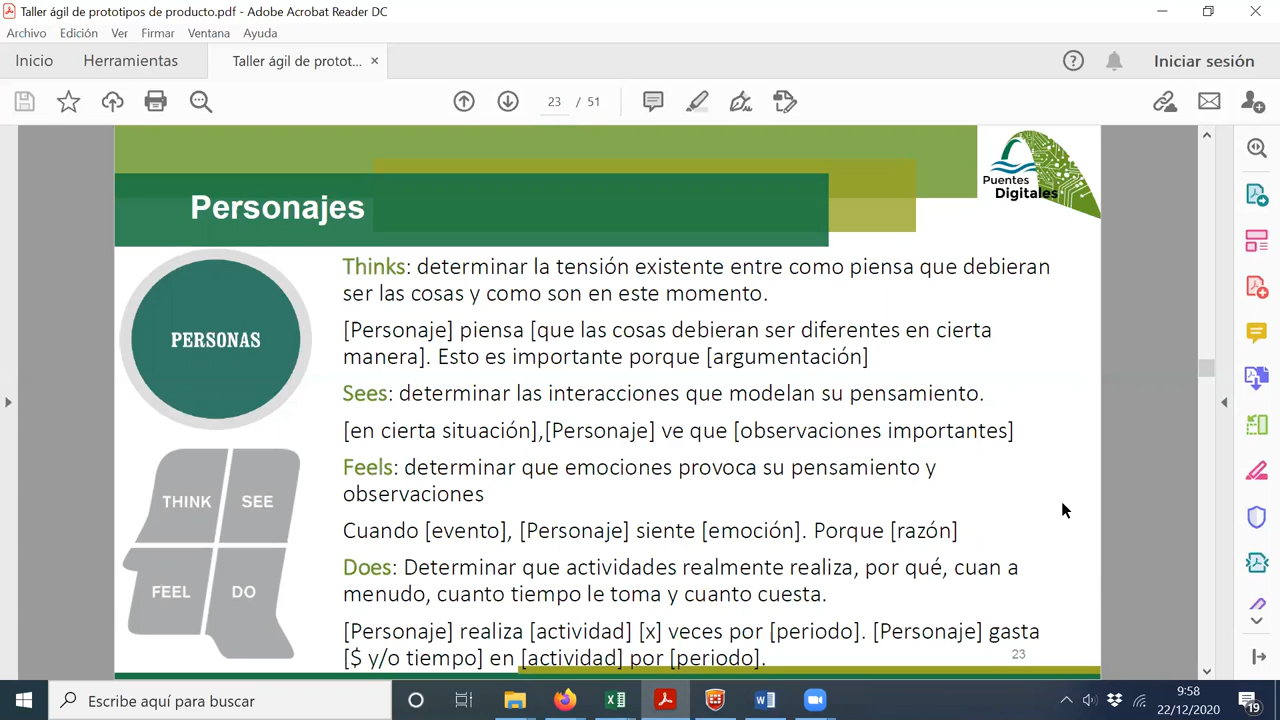 Taller ágil de prototipos de producto.pdf - Adobe Acrobat Reader DC
Archivo Edición Ver Firmar Ventana Ayuda
Inicio Herramientas Taller ágil de protot... × Iniciar sesión
23 / 51
Personajes
Puentes
Digitales
PERSONAS
THINK SEE
FEEL DO
Thinks: determinar la tensión existente entre como piensa que debieran
ser las cosas y como son en este momento.
[Personaje] piensa [que las cosas debieran ser diferentes en cierta
manera]. Esto es importante porque [argumentación]
Sees: determinar las interacciones que modelan su pensamiento.
[en cierta situación],[Personaje] ve que [observaciones importantes]
Feels: determinar que emociones provoca su pensamiento y
observaciones
Cuando [evento], [Personaje] siente [emoción]. Porque [razón]
Does: Determinar que actividades realmente realiza, por qué, cuan a
menudo, cuanto tiempo le toma y cuanto cuesta.
[Personaje] realiza [actividad] [x] veces por [periodo]. [Personaje] gasta
[$ y/o tiempo] en [actividad] por [periodo].
23
Escribe aquí para buscar
9:58
22/12/2020
19